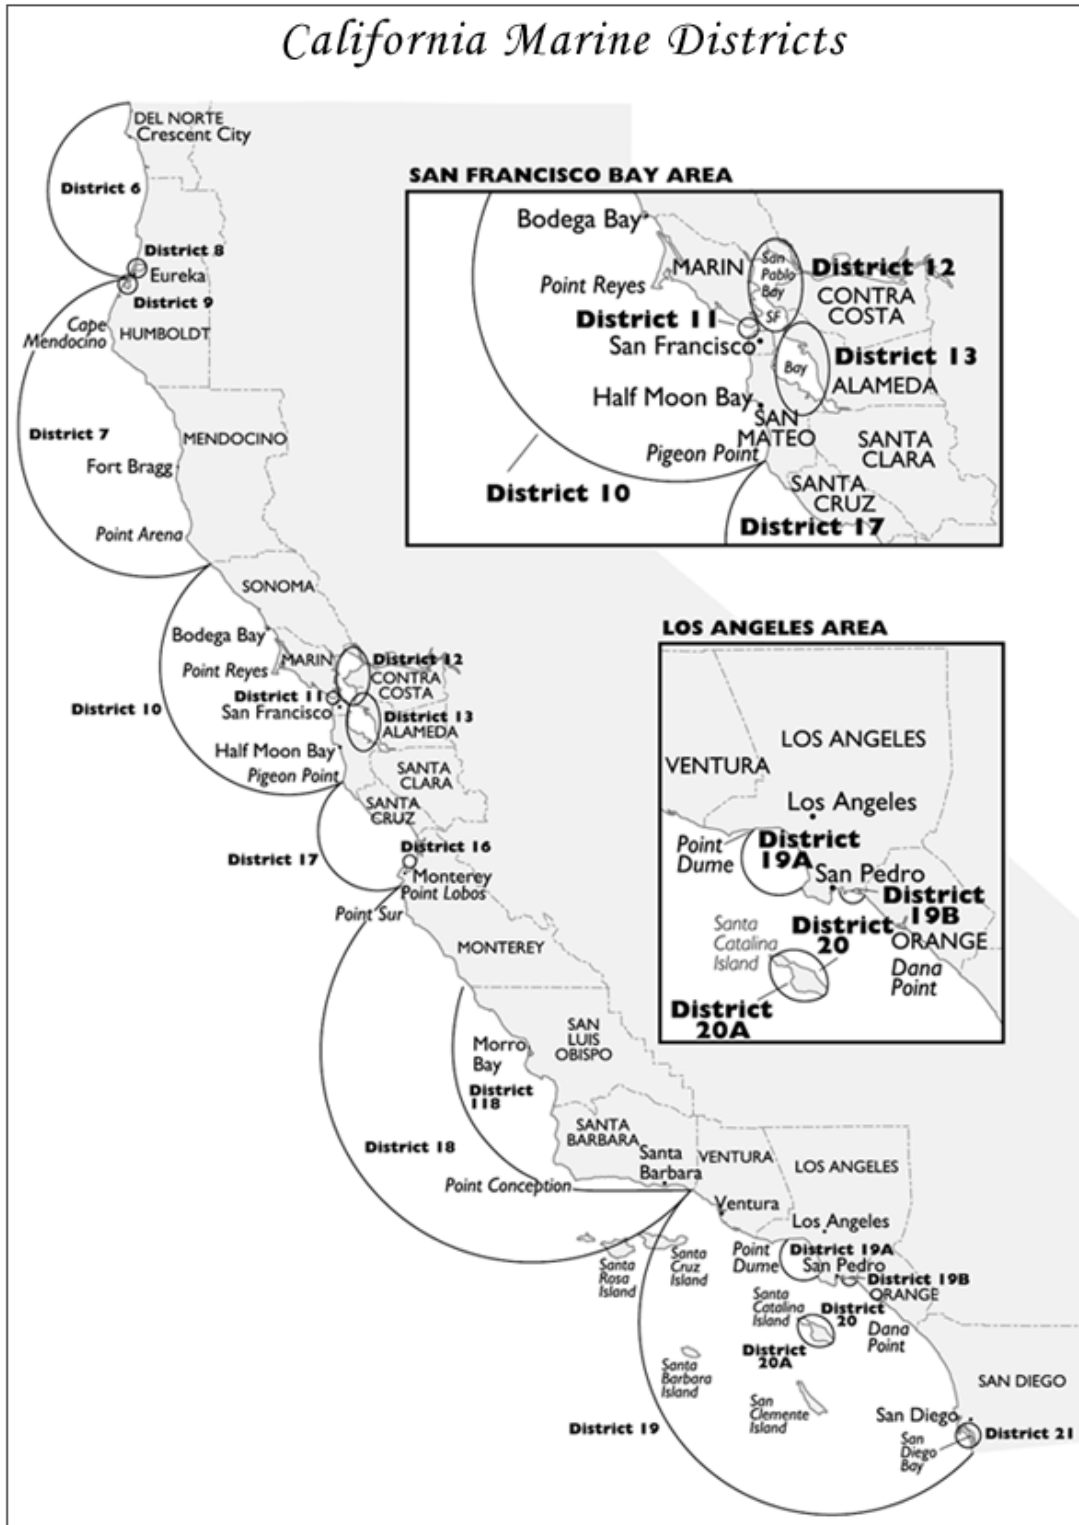 California Marine Districts
DEL NORTE
Crescent City
District 6
District 8
Eureka
District 9
Cape
Mendocino
HUMBOLDT
District 7
MENDOCINO
Fort Bragg
Point Arena
SONOMA
Bodega Bay
MARIN
Point Reyes
District 12
CONTRA
COSTA
District 11
San Francisco
District 10
District 13
ALAMEDA
Half Moon Bay
Pigeon Point
SANTA
CLARA
SANTA
CRUZ
District 17
District 16
Monterey
Point Lobos
Point Sur
MONTEREY
SAN
LUIS
OBISPO
Morro
Bay
District
118
District 18
SANTA
BARBARA
Santa
Barbara
Point Conception
VENTURA
Ventura
LOS ANGELES
Los Angeles
Santa
Rosa
Island
Santa
Cruz
Island
Point
Dume
District 19A
San Pedro
District 19B
ORANGE
Santa
Catalina
Island
District
20
Dana
Point
District
20A
Santa
Barbara
Island
San
Clemente
Island
District 19
SAN DIEGO
San Diego
San
Diego
Bay
District 21
SAN FRANCISCO BAY AREA
Bodega Bay
MARIN
San
Pablo
Bay
Point Reyes
District 12
CONTRA
COSTA
SF
District 11
San Francisco
Bay
District 13
ALAMEDA
Half Moon Bay
SAN
MATEO
Pigeon Point
SANTA
CLARA
SANTA
CRUZ
District 10
District 17
LOS ANGELES AREA
VENTURA
LOS ANGELES
Los Angeles
Point
Dume
District
19A
San Pedro
District
19B
Santa
Catalina
Island
District
20
ORANGE
Dana
Point
District
20A